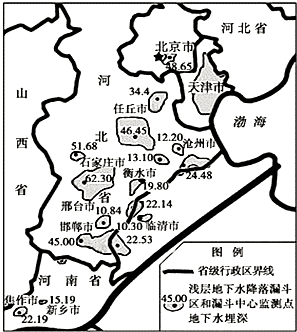 河北省
北京市
48.65
天津市
渤海
山西省
河北省
34.4
任丘市
46.45
12.20
沧州市
51.68
石家庄市
13.10
24.48
62.30
衡水市
19.80
邢台市
22.14
10.84
临清市
邯郸市
10.30
45.00
22.53
河南省
焦作市
15.19
新乡市
22.19
图例
省级行政区界线
45.00
浅层地下水降落漏斗
区和漏斗中心监测点
地下水埋深